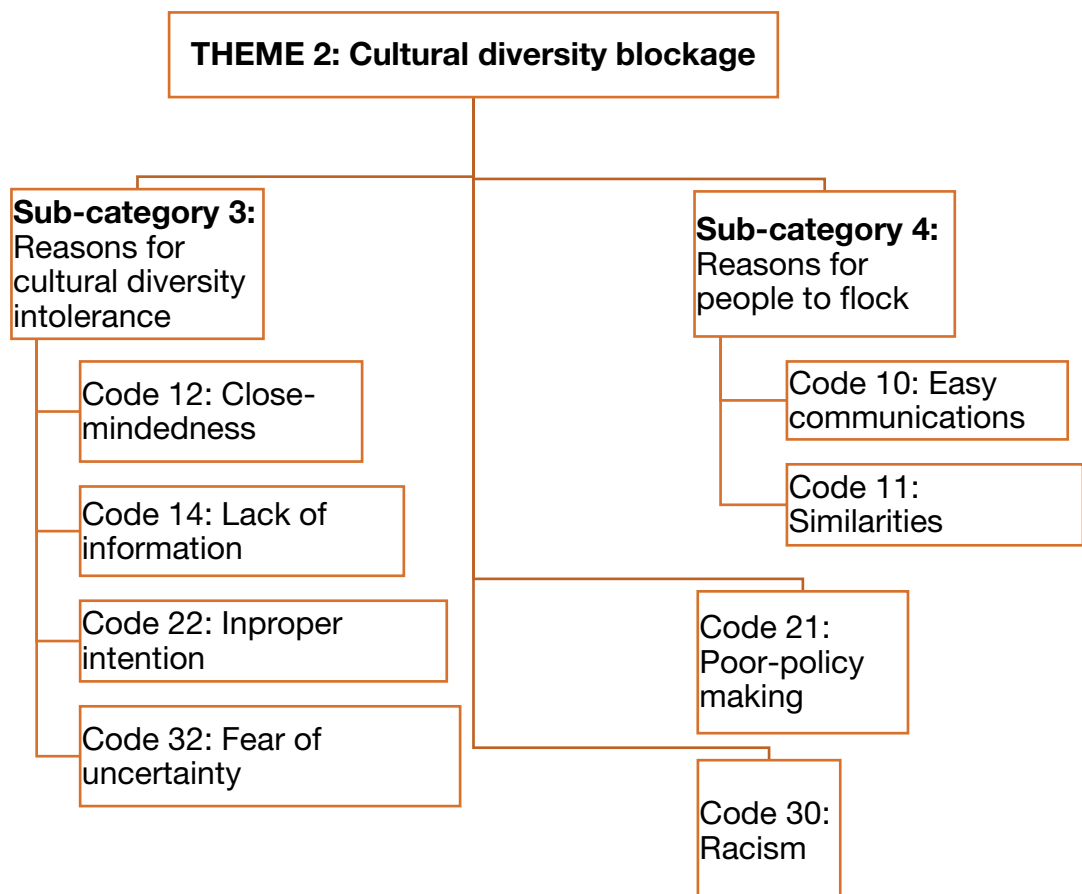 THEME 2: Cultural diversity blockage
Sub-category 3:
Reasons for
cultural diversity
intolerance
Code 12: Close-
mindedness
Code 14: Lack of
information
Code 22: Inproper
intention
Code 32: Fear of
uncertainty
Sub-category 4:
Reasons for
people to flock
Code 10: Easy
communications
Code 11:
Similarities
Code 21:
Poor-policy
making
Code 30:
Racism